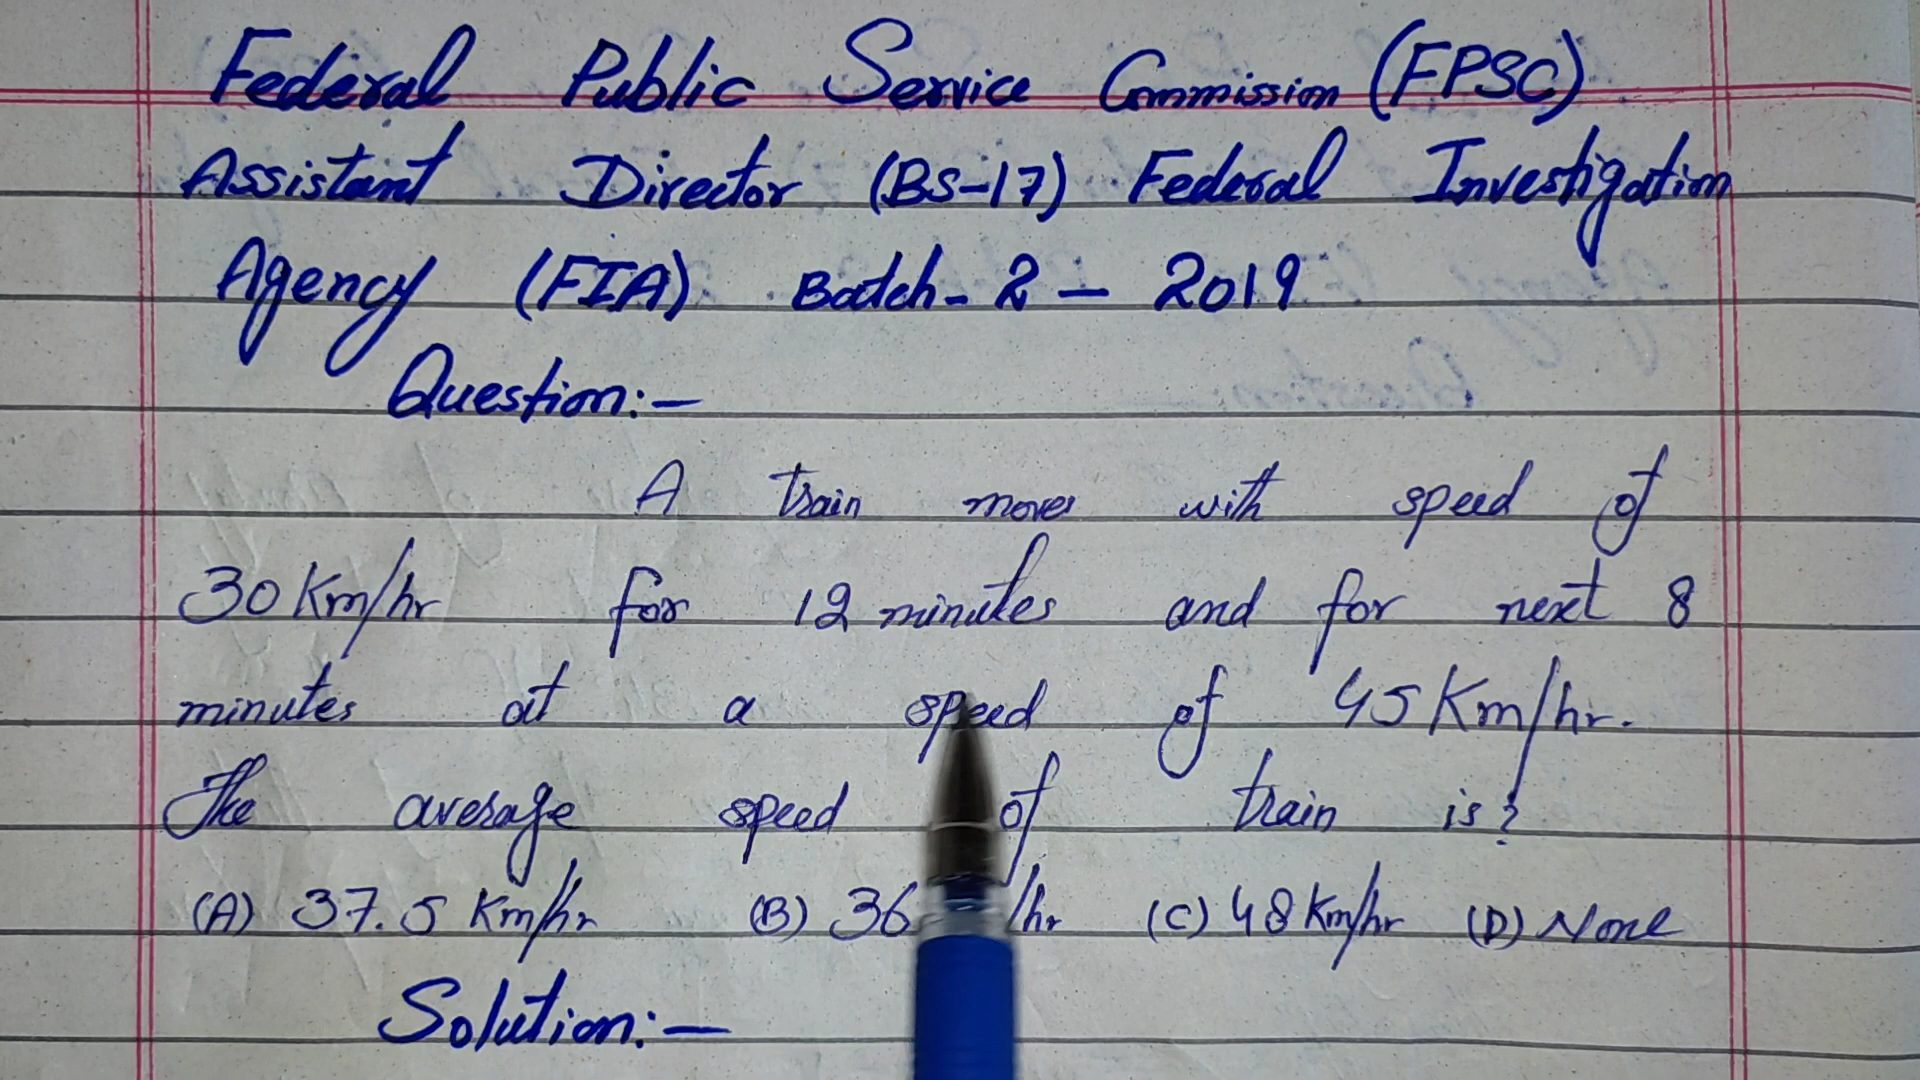 Federal Public Service Commission (FPSC)
Assistant Director (BS-17) Federal Investigation
Agency (FIA) Batch-2 — 2019
Question:—
A train moves with speed of
30 Km/hr for 12 minutes and for next 8
minutes at a speed of 45 Km/hr.
The average speed of train is?
(A) 37.5 Km/hr (B) 36 /hr (C) 48 Km/hr (D) None
Solution:—